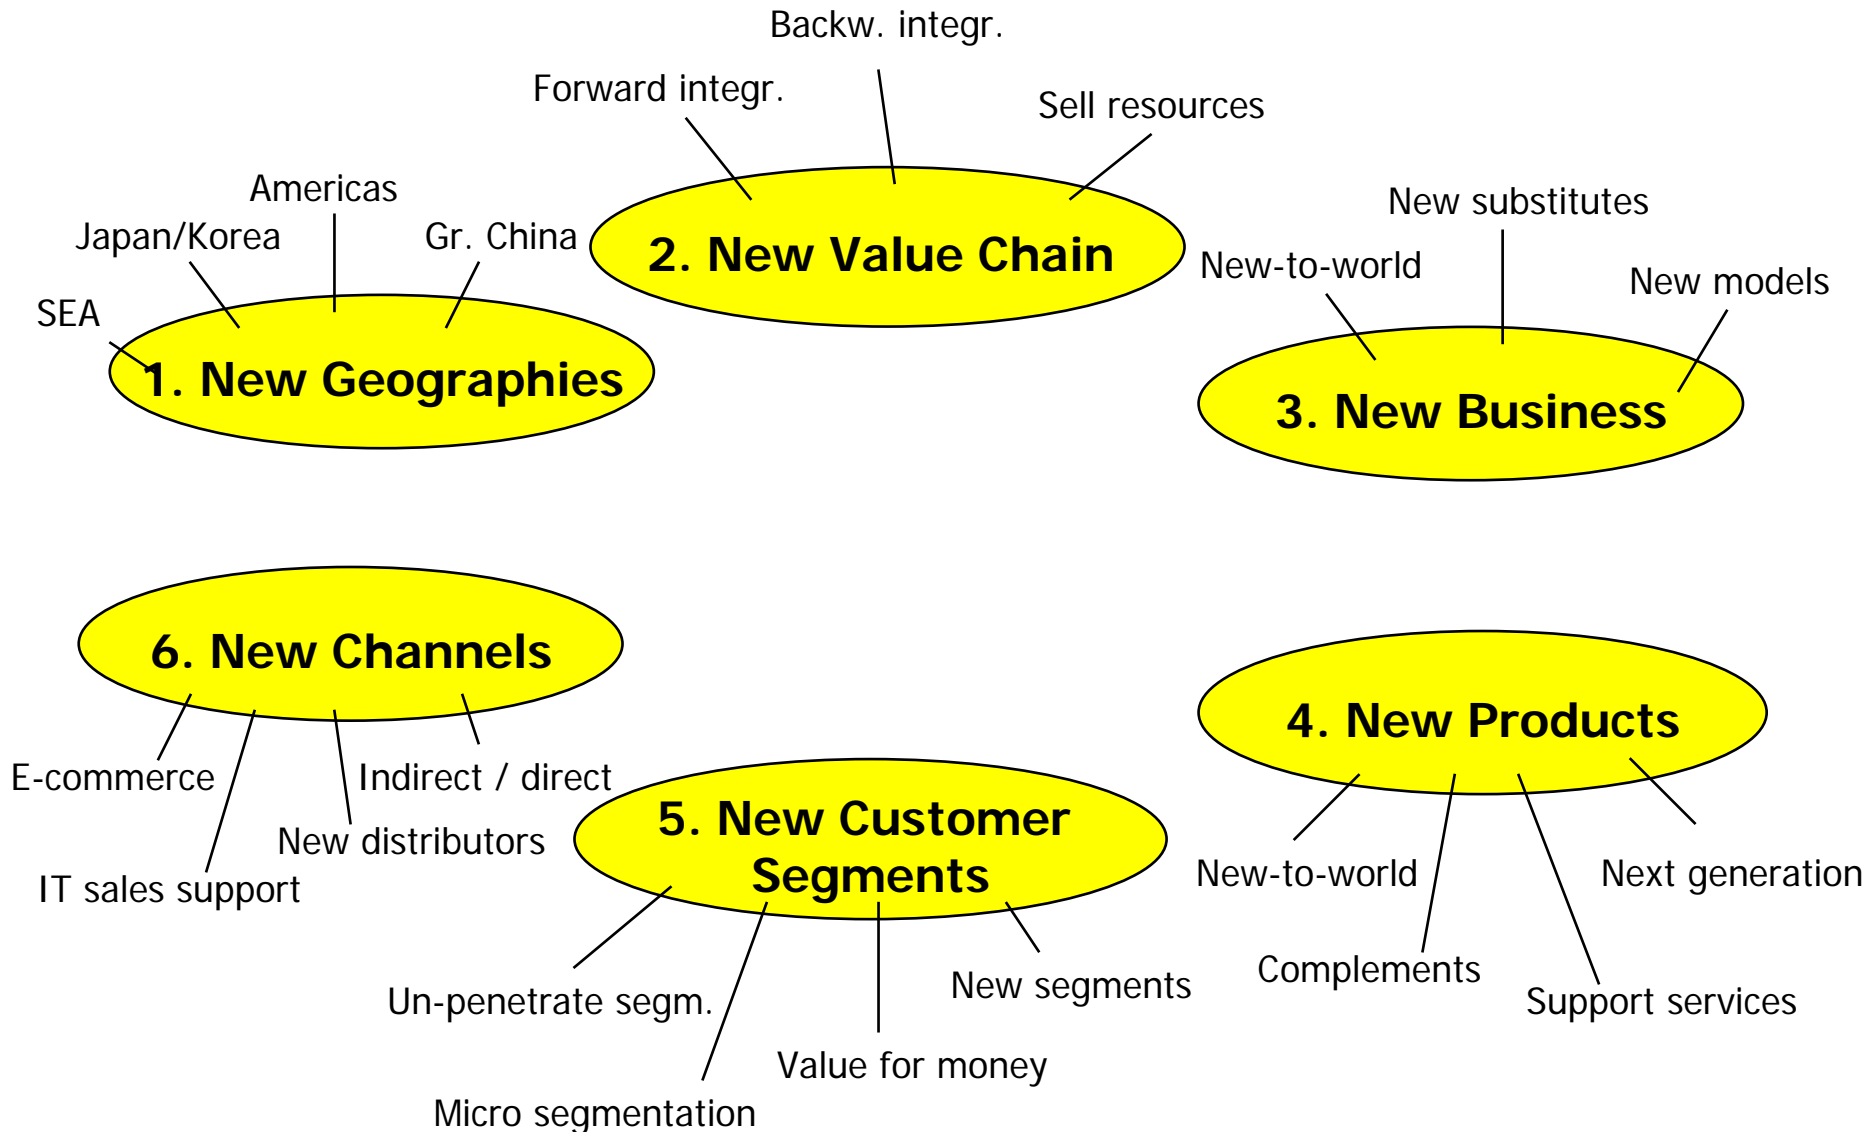 Backw. integr.
Forward integr.
Sell resources
Americas
Japan/Korea
Gr. China
SEA
1. New Geographies
2. New Value Chain
New substitutes
New-to-world
New models
3. New Business
6. New Channels
E-commerce
Indirect / direct
New distributors
IT sales support
5. New Customer
Segments
Un-penetrate segm.
New segments
Value for money
Micro segmentation
4. New Products
New-to-world
Next generation
Complements
Support services